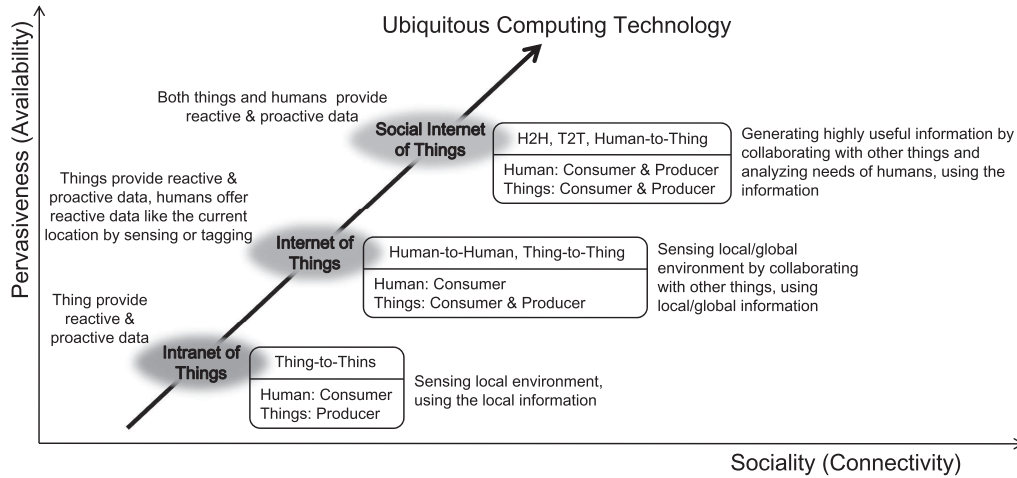 Ubiquitous Computing Technology
Pervasiveness (Availability)
Both things and humans provide
reactive & proactive data
Social Internet
of Things
H2H, T2T, Human-to-Thing
Human: Consumer & Producer
Things: Consumer & Producer
Generating highly useful information by
collaborating with other things and
analyzing needs of humans, using the
information
Things provide reactive &
proactive data, humans offer
reactive data like the current
location by sensing or tagging
Internet of
Things
Human-to-Human, Thing-to-Thing
Human: Consumer
Things: Consumer & Producer
Sensing local/global
environment by collaborating
with other things, using
local/global information
Thing provide
reactive &
proactive data
Intranet of
Things
Thing-to-Thins
Human: Consumer
Things: Producer
Sensing local environment,
using the local information
Sociality (Connectivity)